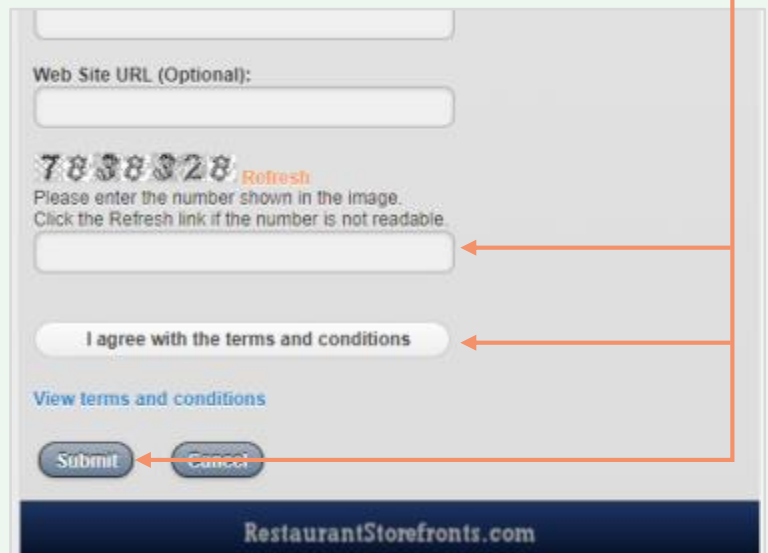 Web Site URL (Optional):
7838328 Refresh
Please enter the number shown in the image.
Click the Refresh link if the number is not readable.
I agree with the terms and conditions
View terms and conditions
Submit Cancel
RestaurantStorefronts.com